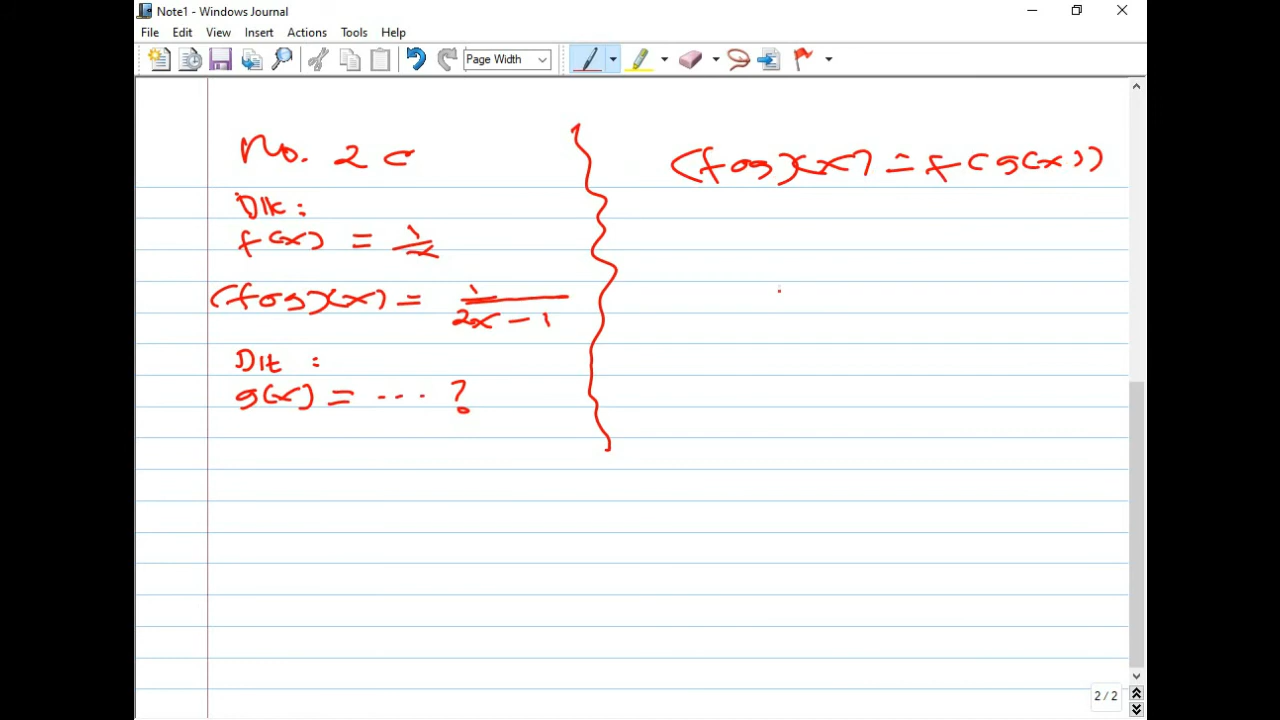 Note1 - Windows Journal
File Edit View Insert Actions Tools Help
Page Width
No. 2 c
Dik :
f(x) = 1/x
(fog)(x) = 1/(2x - 1)
Dit :
g(x) = ... ?
(fog)(x) = f(g(x))
2 / 2